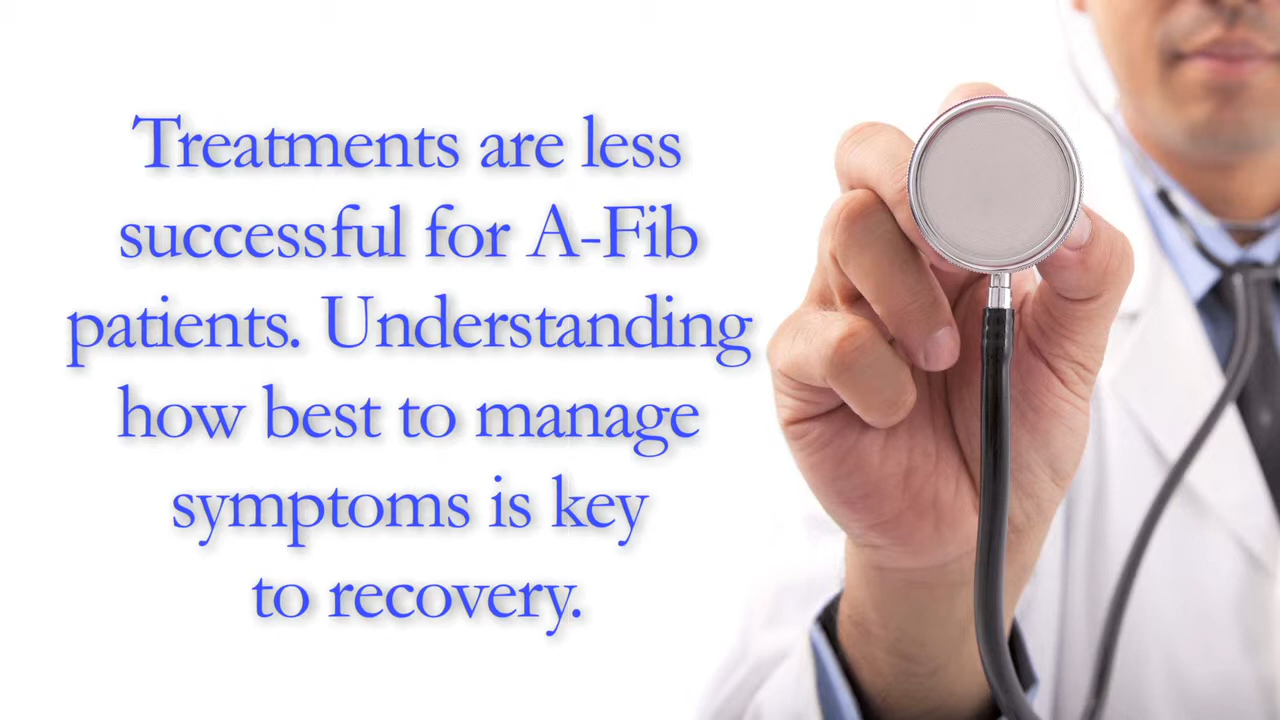 Treatments are less
successful for A-Fib
patients. Understanding
how best to manage
symptoms is key
to recovery.